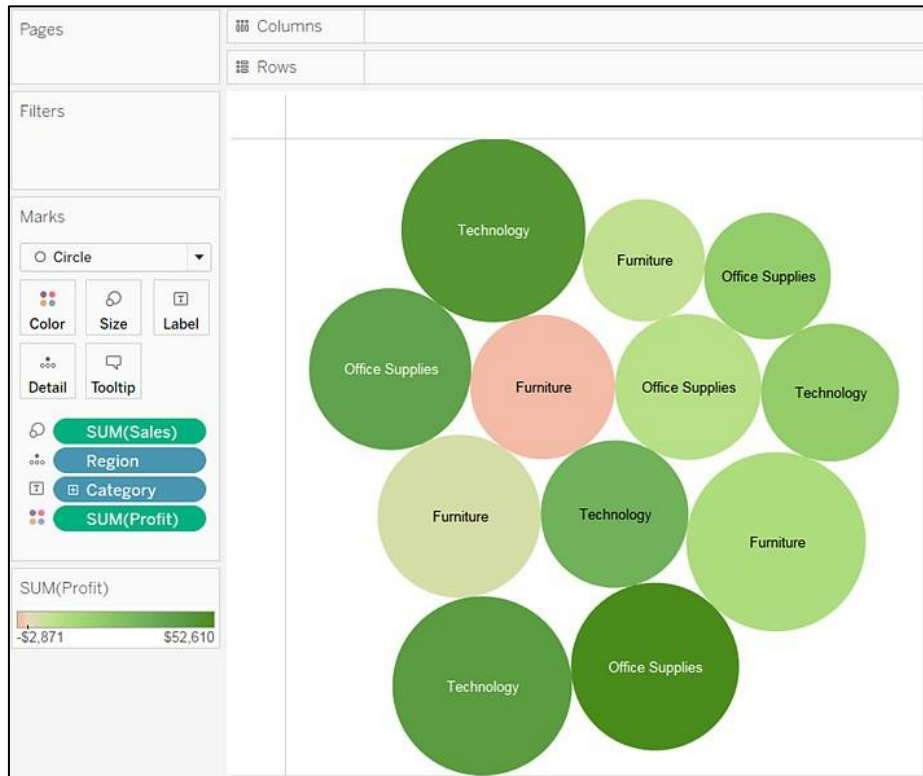 Pages
Columns
Rows
Filters
Marks
Circle
Color
Size
Label
Detail
Tooltip
SUM(Sales)
Region
Category
SUM(Profit)
SUM(Profit)
-$2,871
$52,610
Technology
Furniture
Office Supplies
Office Supplies
Furniture
Office Supplies
Technology
Furniture
Technology
Furniture
Technology
Office Supplies